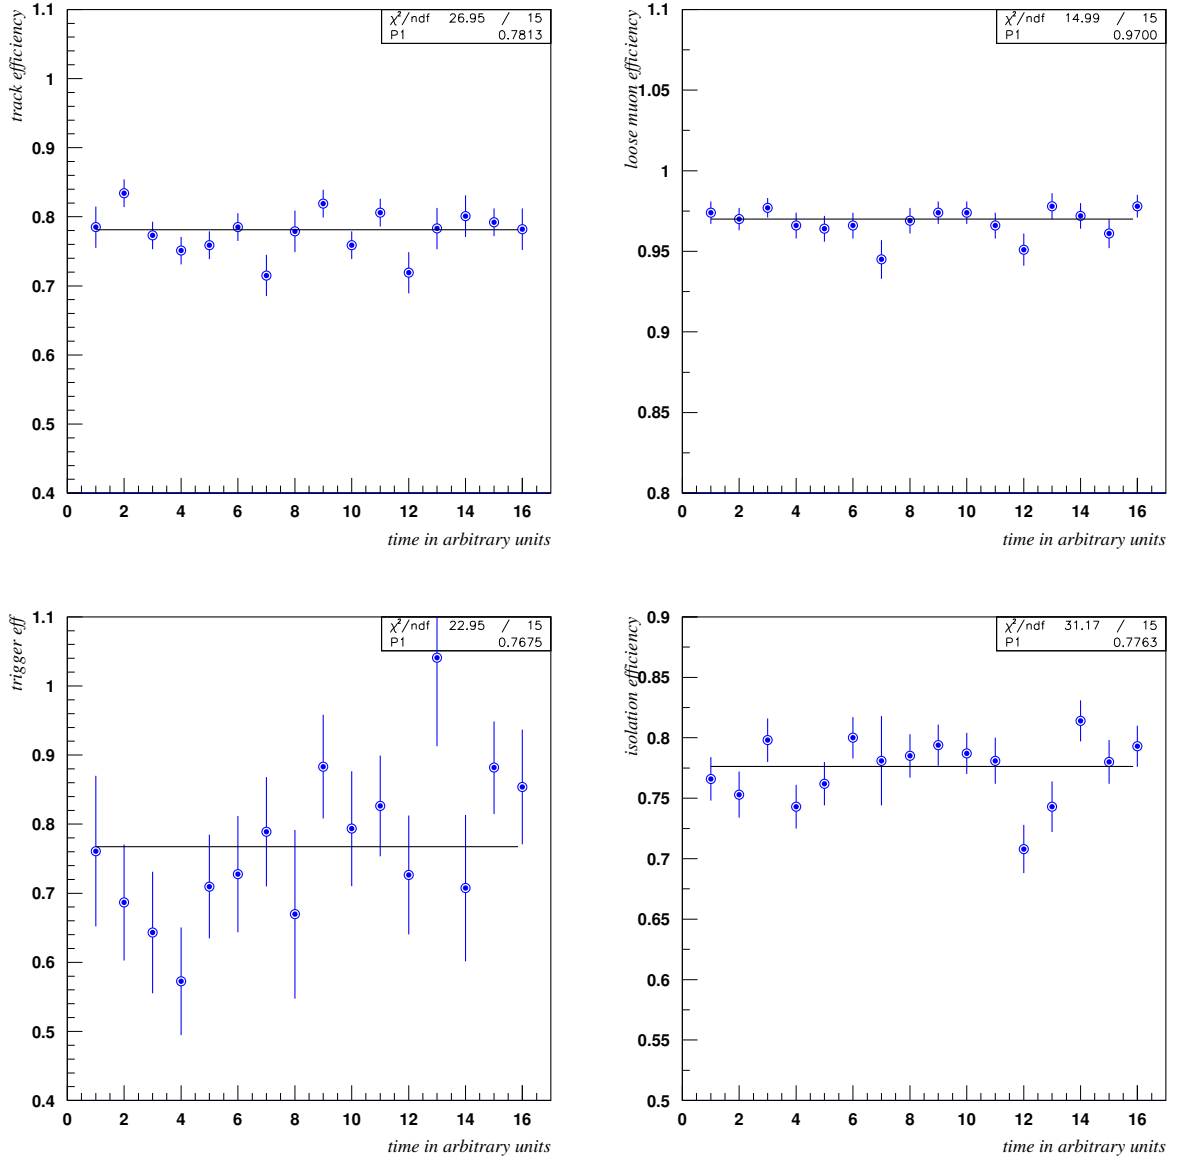 track efficiency
χ²/ndf 26.95 / 15
P1 0.7813
1.1
1
0.9
0.8
0.7
0.6
0.5
0.4
0 2 4 6 8 10 12 14 16
time in arbitrary units
loose muon efficiency
χ²/ndf 14.99 / 15
P1 0.9700
1.1
1.05
1
0.95
0.9
0.85
0.8
0 2 4 6 8 10 12 14 16
time in arbitrary units
trigger eff
χ²/ndf 22.95 / 15
P1 0.7675
1.1
1
0.9
0.8
0.7
0.6
0.5
0.4
0 2 4 6 8 10 12 14 16
time in arbitrary units
isolation efficiency
χ²/ndf 31.17 / 15
P1 0.7763
0.9
0.85
0.8
0.75
0.7
0.65
0.6
0.55
0.5
0 2 4 6 8 10 12 14 16
time in arbitrary units